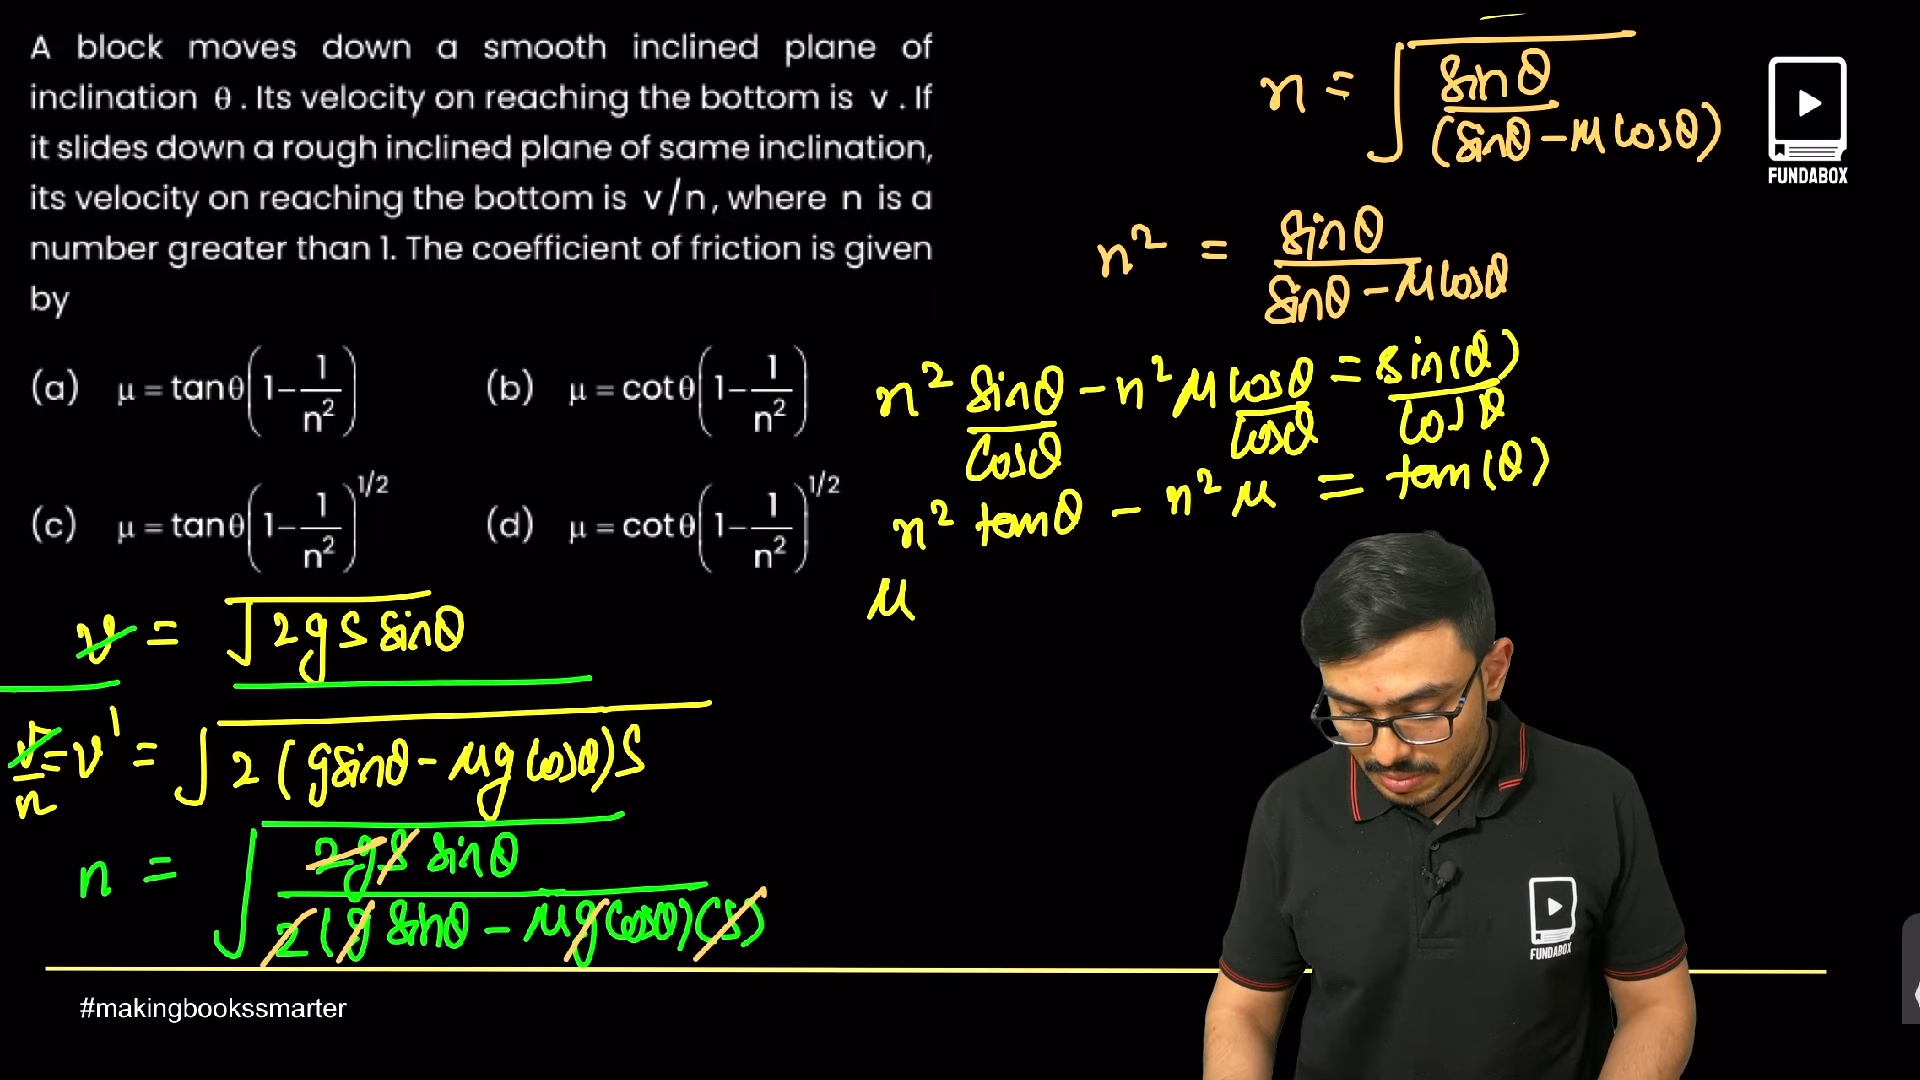 A block moves down a smooth inclined plane of
inclination θ. Its velocity on reaching the bottom is v. If
it slides down a rough inclined plane of same inclination,
its velocity on reaching the bottom is v/n, where n is a
number greater than 1. The coefficient of friction is given
by
(a) μ = tanθ(1 - 1/n²) (b) μ = cotθ(1 - 1/n²)
(c) μ = tanθ(1 - 1/n²)^1/2 (d) μ = cotθ(1 - 1/n²)^1/2
v = √(2gs sinθ)
v/n = v' = √(2(g sinθ - μg cosθ)s)
n = √(2gs sinθ / 2(g sinθ - μg cosθ)(s))
n = √(sinθ / (sinθ - μ cosθ))
n² = sinθ / (sinθ - μ cosθ)
n² sinθ/cosθ - n² μ cosθ/cosθ = sin(θ)/cosθ
n² tanθ - n² μ = tan(θ)
μ
FUNDABOX
FUNDABOX
#makingbookssmarter